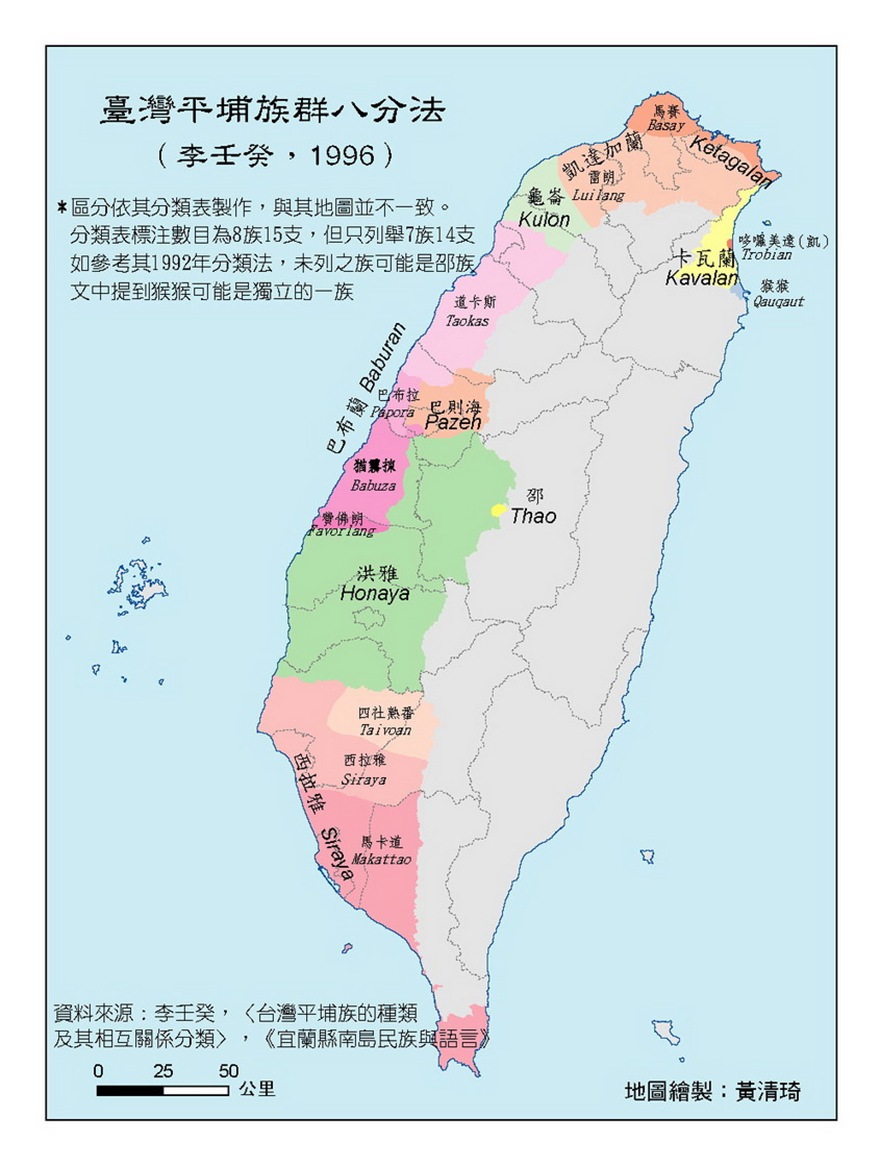 臺灣平埔族群八分法
（李壬癸，1996）
*區分依其分類表製作，與其地圖並不一致。
分類表標注數目為8族15支，但只列舉7族14支
如參考其1992年分類法，未列之族可能是邵族
文中提到猴猴可能是獨立的一族
馬賽
Basay
凱達加蘭
Ketagalan
雷朗
Luilang
龜崙
Kulon
哆囉美遠(凱)
Trobian
卡瓦蘭
Kavalan
猴猴
Qauqaut
道卡斯
Taokas
巴布蘭 Baburan
巴布拉
Papora
巴則海
Pazeh
貓霧捒
Babuza
邵
Thao
費佛朗
Favorlang
洪雅
Honaya
四社熟番
Taivoan
西拉雅
Siraya
西拉雅 Siraya
馬卡道
Makattao
資料來源：李壬癸，〈台灣平埔族的種類
及其相互關係分類〉，《宜蘭縣南島民族與語言》
0 25 50 公里
地圖繪製：黃清琦